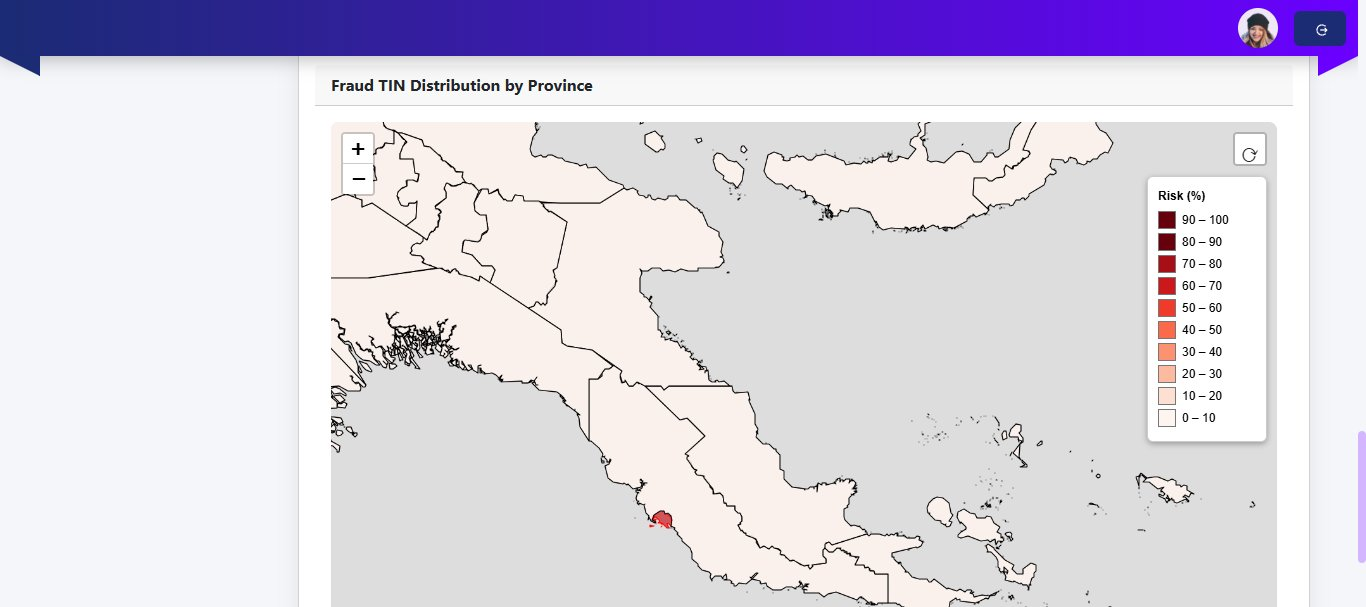 Fraud TIN Distribution by Province
+
−
Risk (%)
90 – 100
80 – 90
70 – 80
60 – 70
50 – 60
40 – 50
30 – 40
20 – 30
10 – 20
0 – 10